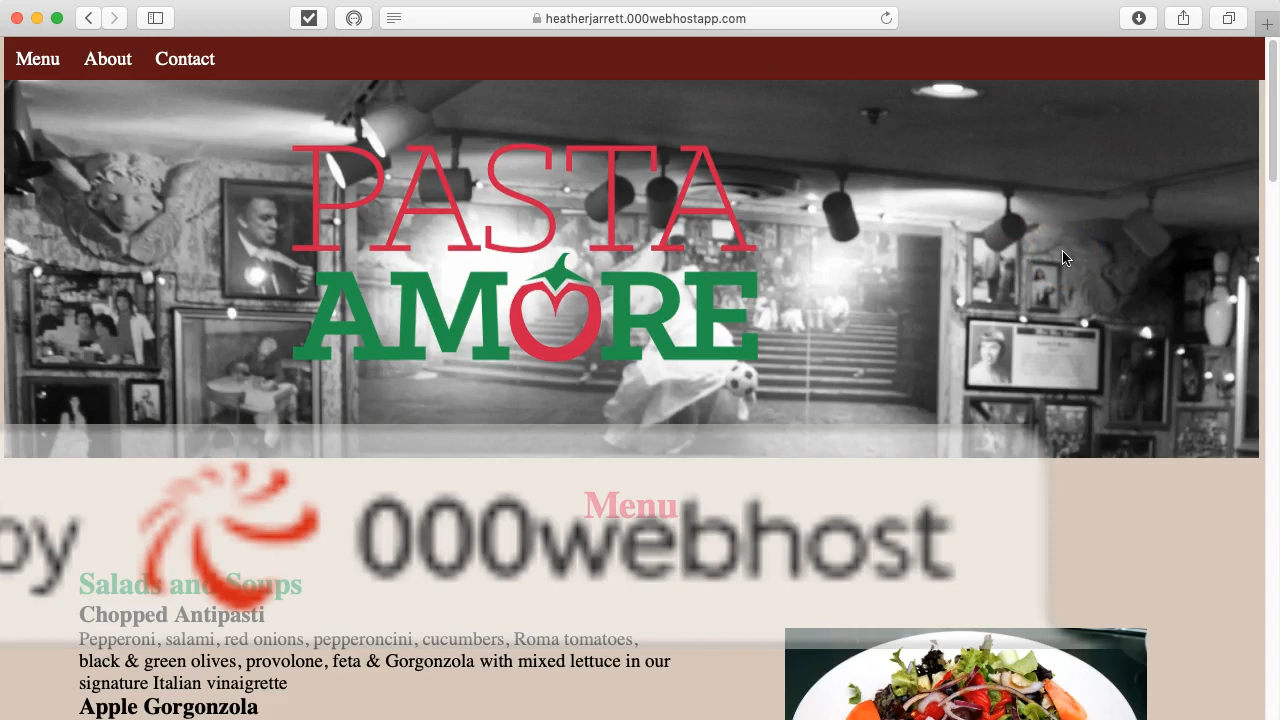 heatherjarrett.000webhostapp.com
Menu About Contact
PASTA
AMORE
Menu
by 000webhost
Salads and Soups
Chopped Antipasti
Pepperoni, salami, red onions, pepperoncini, cucumbers, Roma tomatoes,
black & green olives, provolone, feta & Gorgonzola with mixed lettuce in our
signature Italian vinaigrette
Apple Gorgonzola